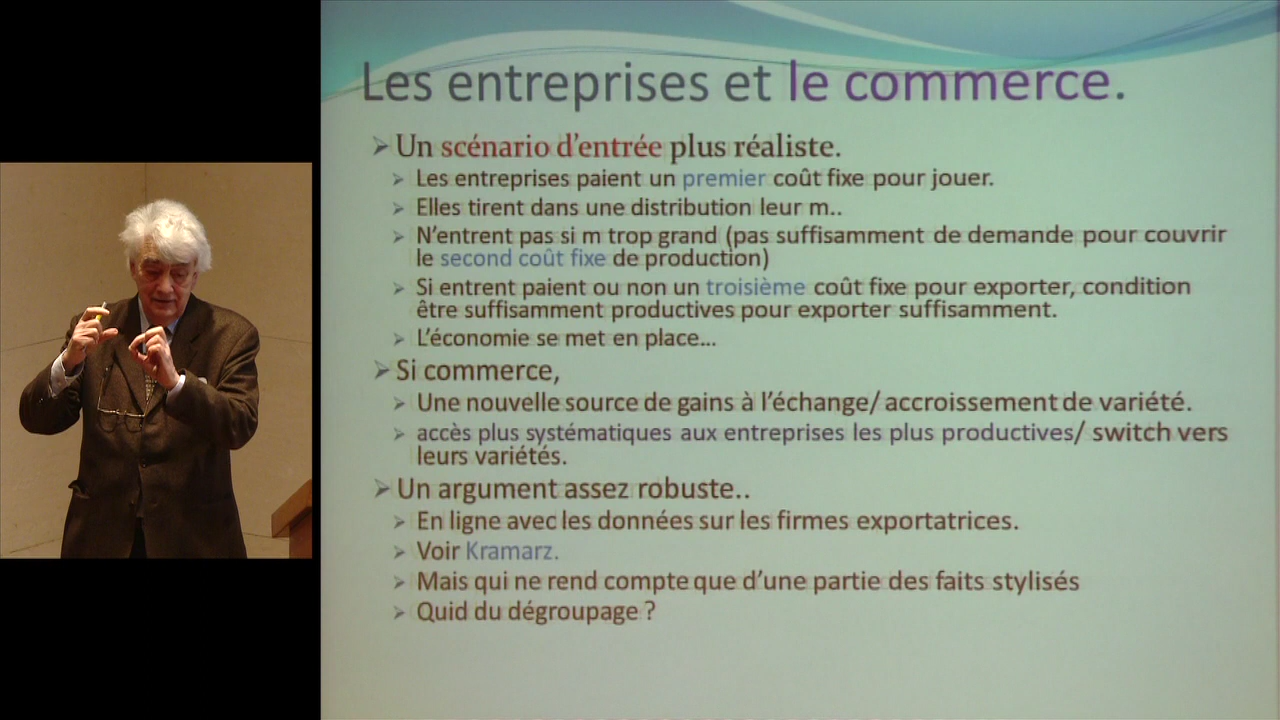 Les entreprises et le commerce.
Un scénario d'entrée plus réaliste.
Les entreprises paient un premier coût fixe pour jouer.
Elles tirent dans une distribution leur m..
N'entrent pas si m trop grand (pas suffisamment de demande pour couvrir
le second coût fixe de production)
Si entrent paient ou non un troisième coût fixe pour exporter, condition
être suffisamment productives pour exporter suffisamment.
L'économie se met en place...
Si commerce,
Une nouvelle source de gains à l'échange/ accroissement de variété.
accès plus systématiques aux entreprises les plus productives/ switch vers
leurs variétés.
Un argument assez robuste..
En ligne avec les données sur les firmes exportatrices.
Voir Kramarz.
Mais qui ne rend compte que d'une partie des faits stylisés
Quid du dégroupage ?